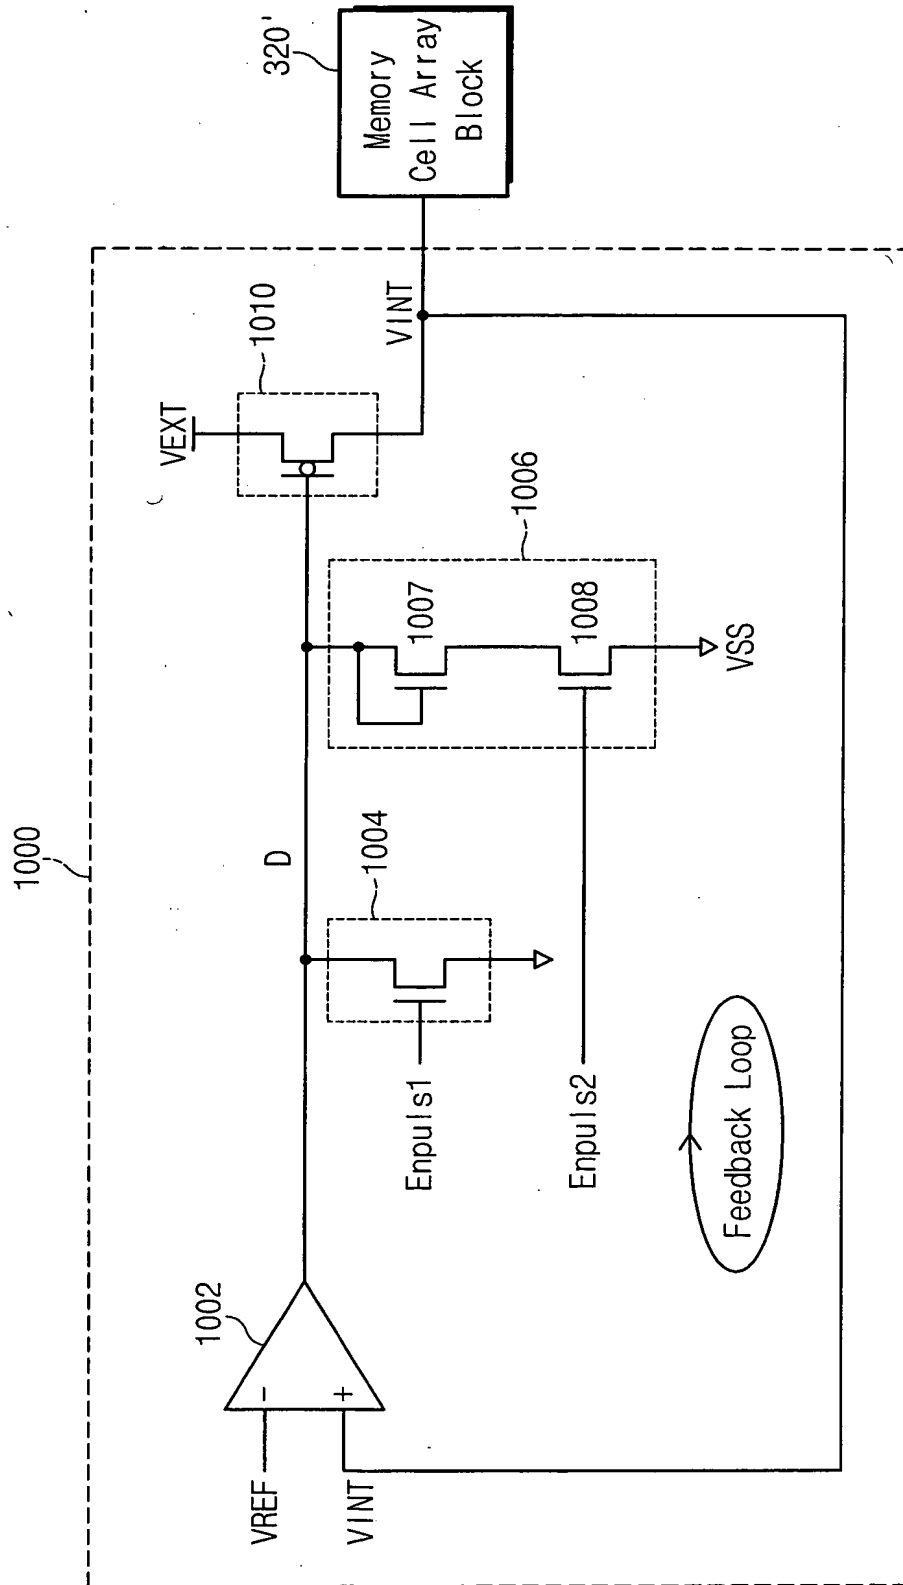 1000
320'
Memory
Cell Array
Block
VEXT
1010
VINT
1002
VREF
-
VINT
+
D
1004
Enpuls1
1006
1007
1008
Enpuls2
VSS
Feedback Loop